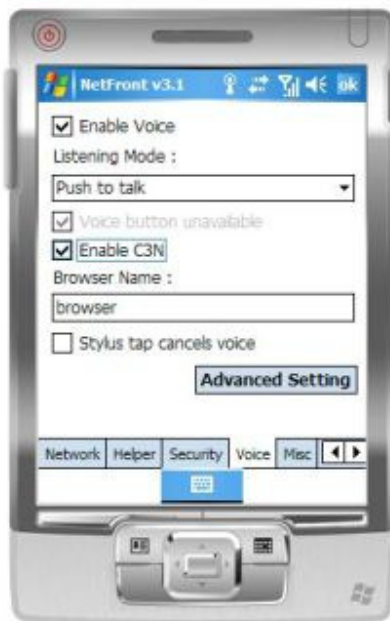 NetFront v3.1 ok
Enable Voice
Listening Mode :
Push to talk
Voice button unavailable
Enable C3N
Browser Name :
browser
Stylus tap cancels voice
Advanced Setting
Network Helper Security Voice Misc